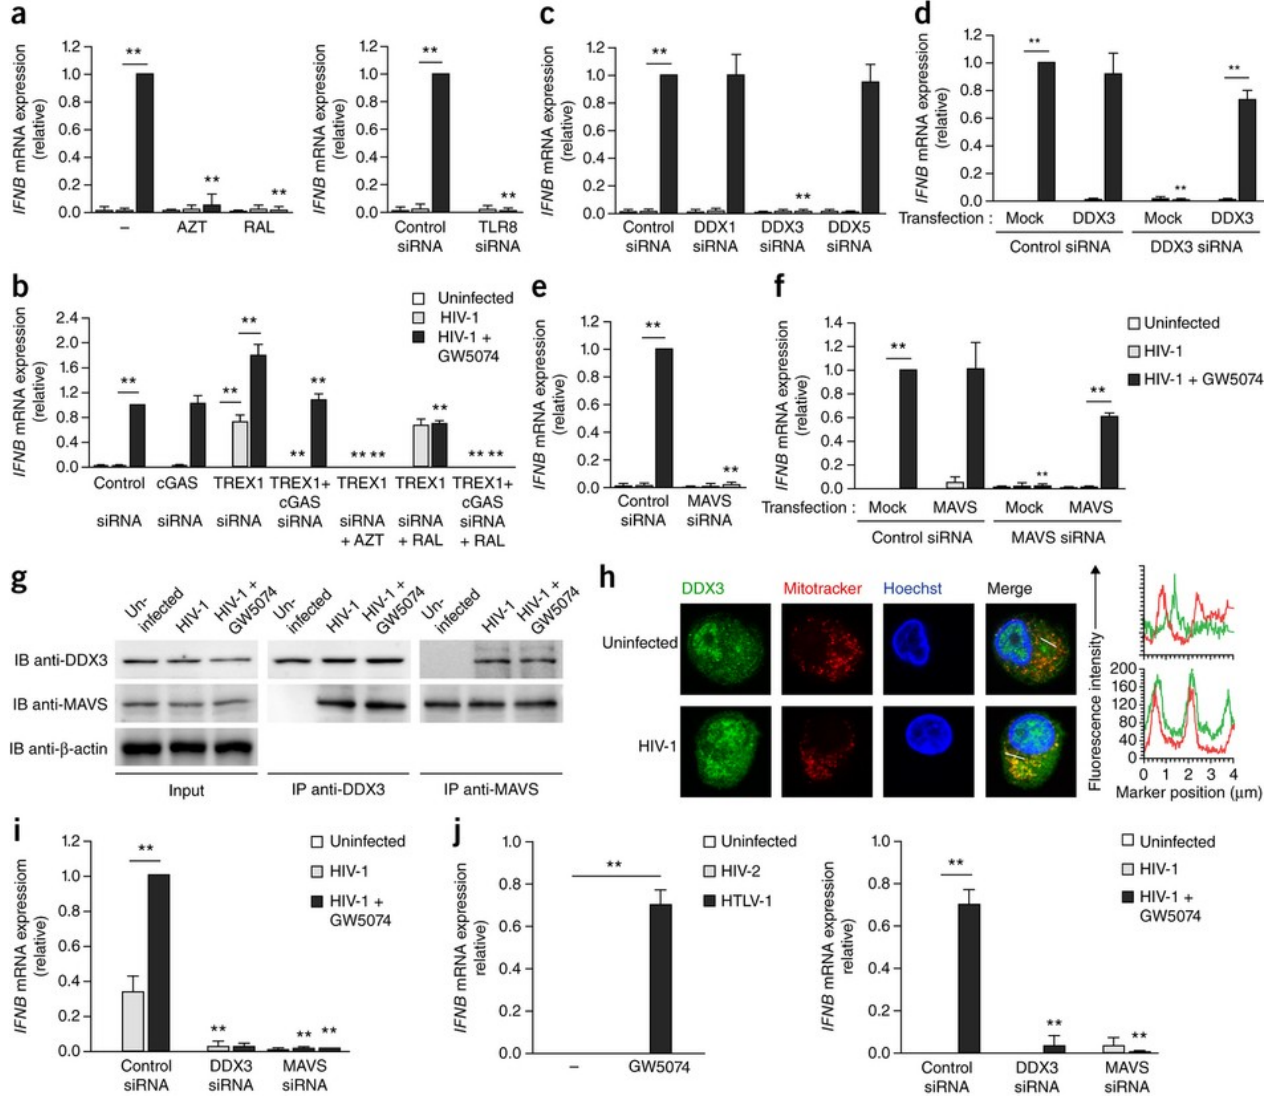 a
IFNB mRNA expression
(relative)
1.2
1.0
0.8
0.6
0.4
0.2
0.0
**
**
**
–
AZT
RAL
IFNB mRNA expression
(relative)
1.2
1.0
0.8
0.6
0.4
0.2
0.0
**
**
Control
siRNA
TLR8
siRNA
c
IFNB mRNA expression
(relative)
1.2
1.0
0.8
0.6
0.4
0.2
0.0
**
**
Control
siRNA
DDX1
siRNA
DDX3
siRNA
DDX5
siRNA
d
IFNB mRNA expression
(relative)
1.2
1.0
0.8
0.6
0.4
0.2
0.0
**
**
**
Transfection :
Mock
DDX3
Mock
DDX3
Control siRNA
DDX3 siRNA
b
IFNB mRNA expression
(relative)
2.4
2.0
1.6
1.2
0.8
0.4
0.0
Uninfected
HIV-1
HIV-1 +
GW5074
**
**
**
**
**
** **
**
** **
Control
siRNA
cGAS
siRNA
TREX1
siRNA
TREX1+
cGAS
siRNA
TREX1
siRNA
+ AZT
TREX1
siRNA
+ RAL
TREX1+
cGAS
siRNA
+ RAL
e
IFNB mRNA expression
(relative)
1.2
1.0
0.8
0.6
0.4
0.2
0.0
**
**
Control
siRNA
MAVS
siRNA
f
IFNB mRNA expression
(relative)
1.4
1.2
1.0
0.8
0.6
0.4
0.2
0.0
**
**
**
Uninfected
HIV-1
HIV-1 + GW5074
Transfection :
Mock
MAVS
Mock
MAVS
Control siRNA
MAVS siRNA
g
Un-
infected
HIV-1
HIV-1 +
GW5074
Un-
infected
HIV-1
HIV-1 +
GW5074
Un-
infected
HIV-1
HIV-1 +
GW5074
IB anti-DDX3
IB anti-MAVS
IB anti-β-actin
Input
IP anti-DDX3
IP anti-MAVS
h
DDX3
Mitotracker
Hoechst
Merge
Uninfected
HIV-1
Fluorescence intensity
200
160
120
80
40
0
0 1 2 3 4
Marker position (μm)
i
IFNB mRNA expression
(relative)
1.2
1.0
0.8
0.6
0.4
0.2
0.0
**
**
**
**
Uninfected
HIV-1
HIV-1 +
GW5074
Control
siRNA
DDX3
siRNA
MAVS
siRNA
j
IFNB mRNA expression
relative)
1.0
0.8
0.6
0.4
0.2
0.0
**
Uninfected
HIV-2
HTLV-1
–
GW5074
IFNB mRNA expression
relative)
1.0
0.8
0.6
0.4
0.2
0.0
**
**
**
Uninfected
HIV-1
HIV-1 +
GW5074
Control
siRNA
DDX3
siRNA
MAVS
siRNA